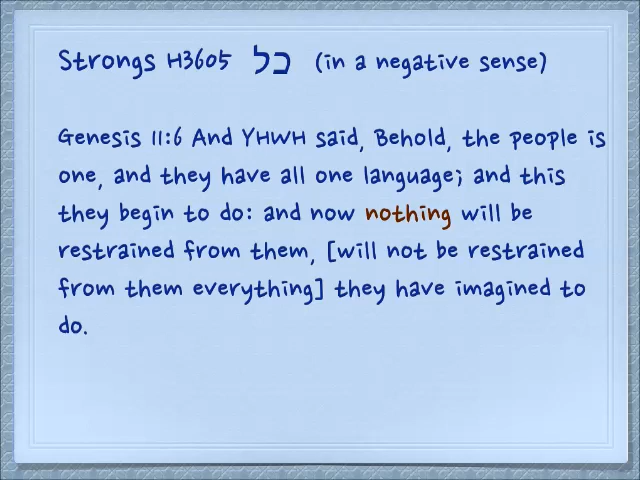 Strongs H3605 כל (in a negative sense)
Genesis 11:6 And YHWH said, Behold, the people is
one, and they have all one language; and this
they begin to do: and now nothing will be
restrained from them, [will not be restrained
from them everything] they have imagined to
do.